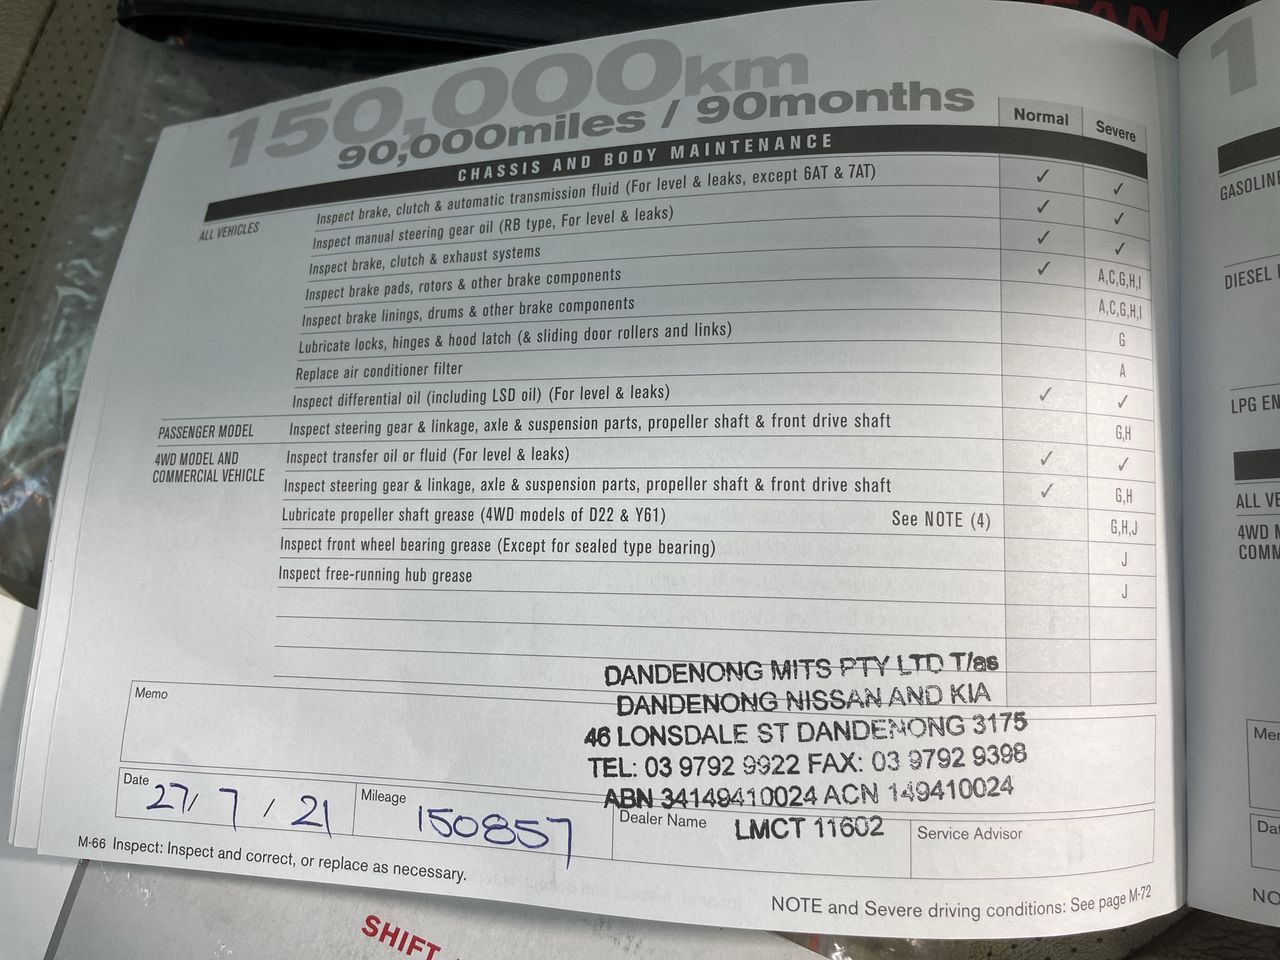 EAN
150,000km
90,000miles / 90months
Normal Severe
CHASSIS AND BODY MAINTENANCE
ALL VEHICLES
Inspect brake, clutch & automatic transmission fluid (For level & leaks, except 6AT & 7AT) ✓ ✓
Inspect manual steering gear oil (RB type, For level & leaks) ✓ ✓
Inspect brake, clutch & exhaust systems ✓ ✓
Inspect brake pads, rotors & other brake components ✓ A,C,G,H,I
Inspect brake linings, drums & other brake components A,C,G,H,I
Lubricate locks, hinges & hood latch (& sliding door rollers and links) G
Replace air conditioner filter A
Inspect differential oil (including LSD oil) (For level & leaks) ✓ ✓
PASSENGER MODEL Inspect steering gear & linkage, axle & suspension parts, propeller shaft & front drive shaft G,H
4WD MODEL AND
COMMERCIAL VEHICLE
Inspect transfer oil or fluid (For level & leaks) ✓ ✓
Inspect steering gear & linkage, axle & suspension parts, propeller shaft & front drive shaft ✓ G,H
Lubricate propeller shaft grease (4WD models of D22 & Y61) See NOTE (4) G,H,J
Inspect front wheel bearing grease (Except for sealed type bearing) J
Inspect free-running hub grease J
DANDENONG MITS PTY LTD T/as
DANDENONG NISSAN AND KIA
46 LONSDALE ST DANDENONG 3175
TEL: 03 9792 9922 FAX: 03 9792 9398
ABN 34149410024 ACN 149410024
LMCT 11602
Memo
Date 27/ 7 / 21
Mileage 150857
Dealer Name
Service Advisor
M-66 Inspect: Inspect and correct, or replace as necessary.
NOTE and Severe driving conditions: See page M-72
SHIFT
1
GASOLINE
DIESEL
LPG EN
ALL VE
4WD M
COMM
Mer
Dat
NO